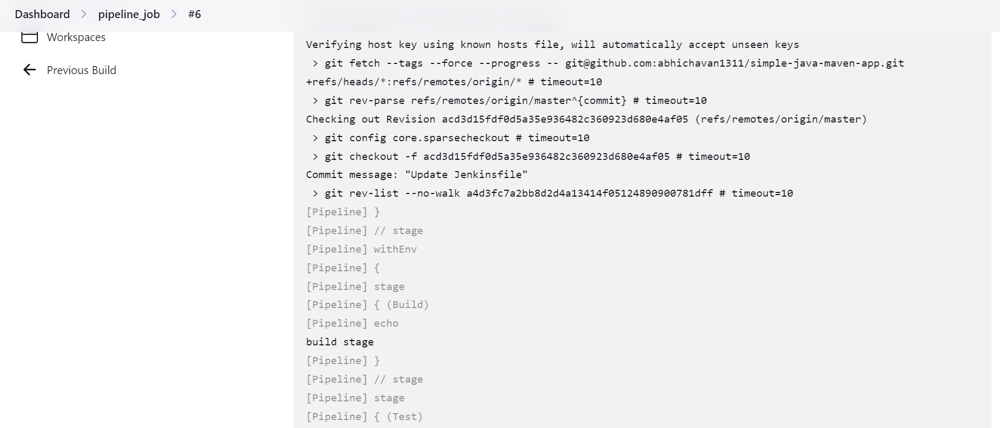 Dashboard > pipeline_job > #6
Workspaces
Previous Build
Verifying host key using known hosts file, will automatically accept unseen keys
 > git fetch --tags --force --progress -- git@github.com:abhichavan1311/simple-java-maven-app.git
+refs/heads/*:refs/remotes/origin/* # timeout=10
 > git rev-parse refs/remotes/origin/master^{commit} # timeout=10
Checking out Revision acd3d15fdf0d5a35e936482c360923d680e4af05 (refs/remotes/origin/master)
 > git config core.sparsecheckout # timeout=10
 > git checkout -f acd3d15fdf0d5a35e936482c360923d680e4af05 # timeout=10
Commit message: "Update Jenkinsfile"
 > git rev-list --no-walk a4d3fc7a2bb8d2d4a13414f05124890900781dff # timeout=10
[Pipeline] }
[Pipeline] // stage
[Pipeline] withEnv
[Pipeline] {
[Pipeline] stage
[Pipeline] { (Build)
[Pipeline] echo
build stage
[Pipeline] }
[Pipeline] // stage
[Pipeline] stage
[Pipeline] { (Test)